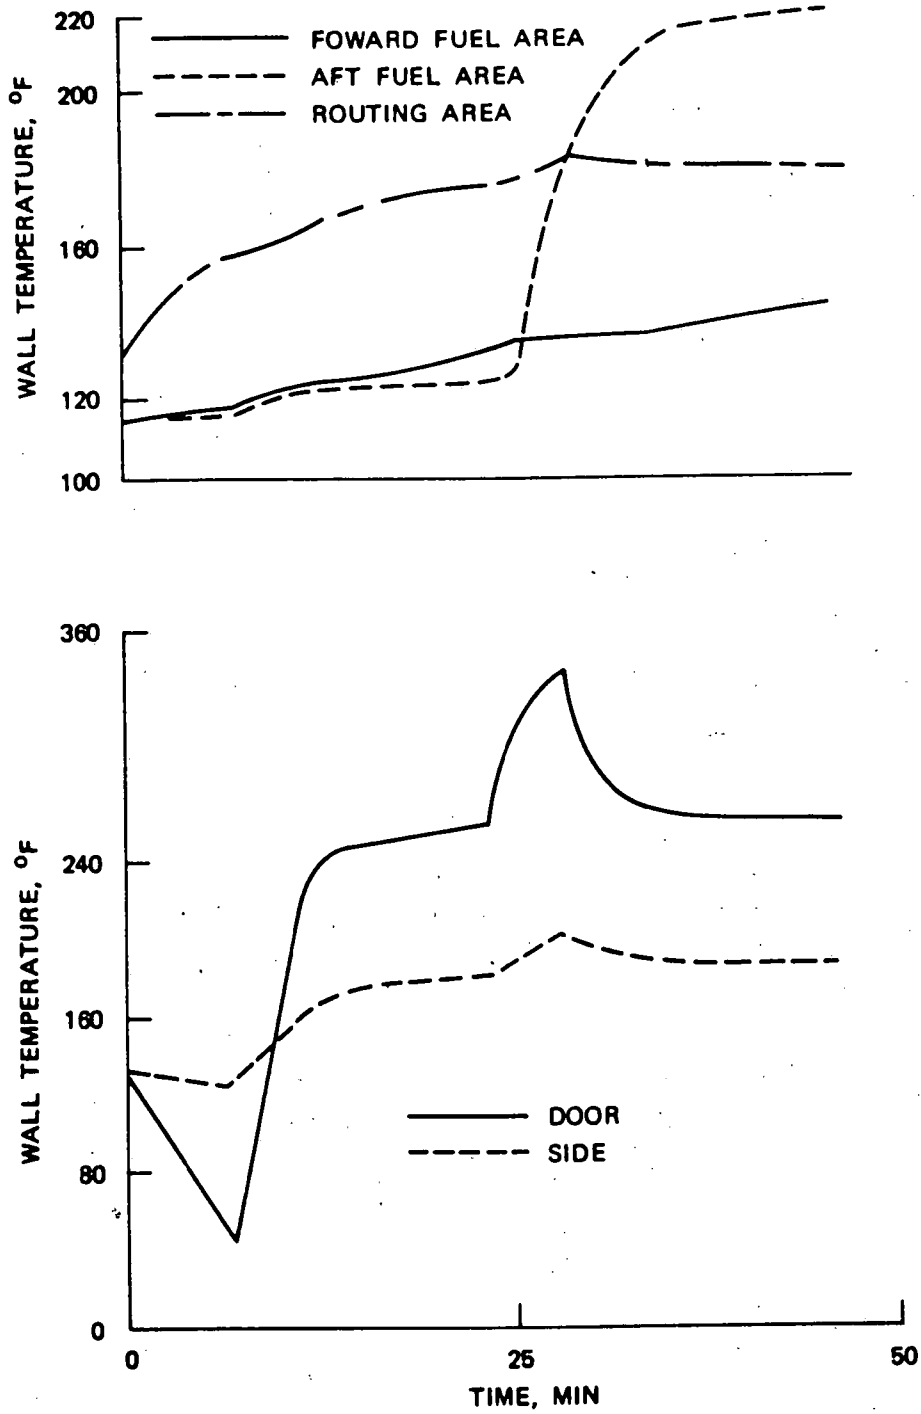 220
200
160
120
100
WALL TEMPERATURE, °F
FOWARD FUEL AREA
AFT FUEL AREA
ROUTING AREA
360
240
160
80
0
WALL TEMPERATURE, °F
DOOR
SIDE
0
25
50
TIME, MIN